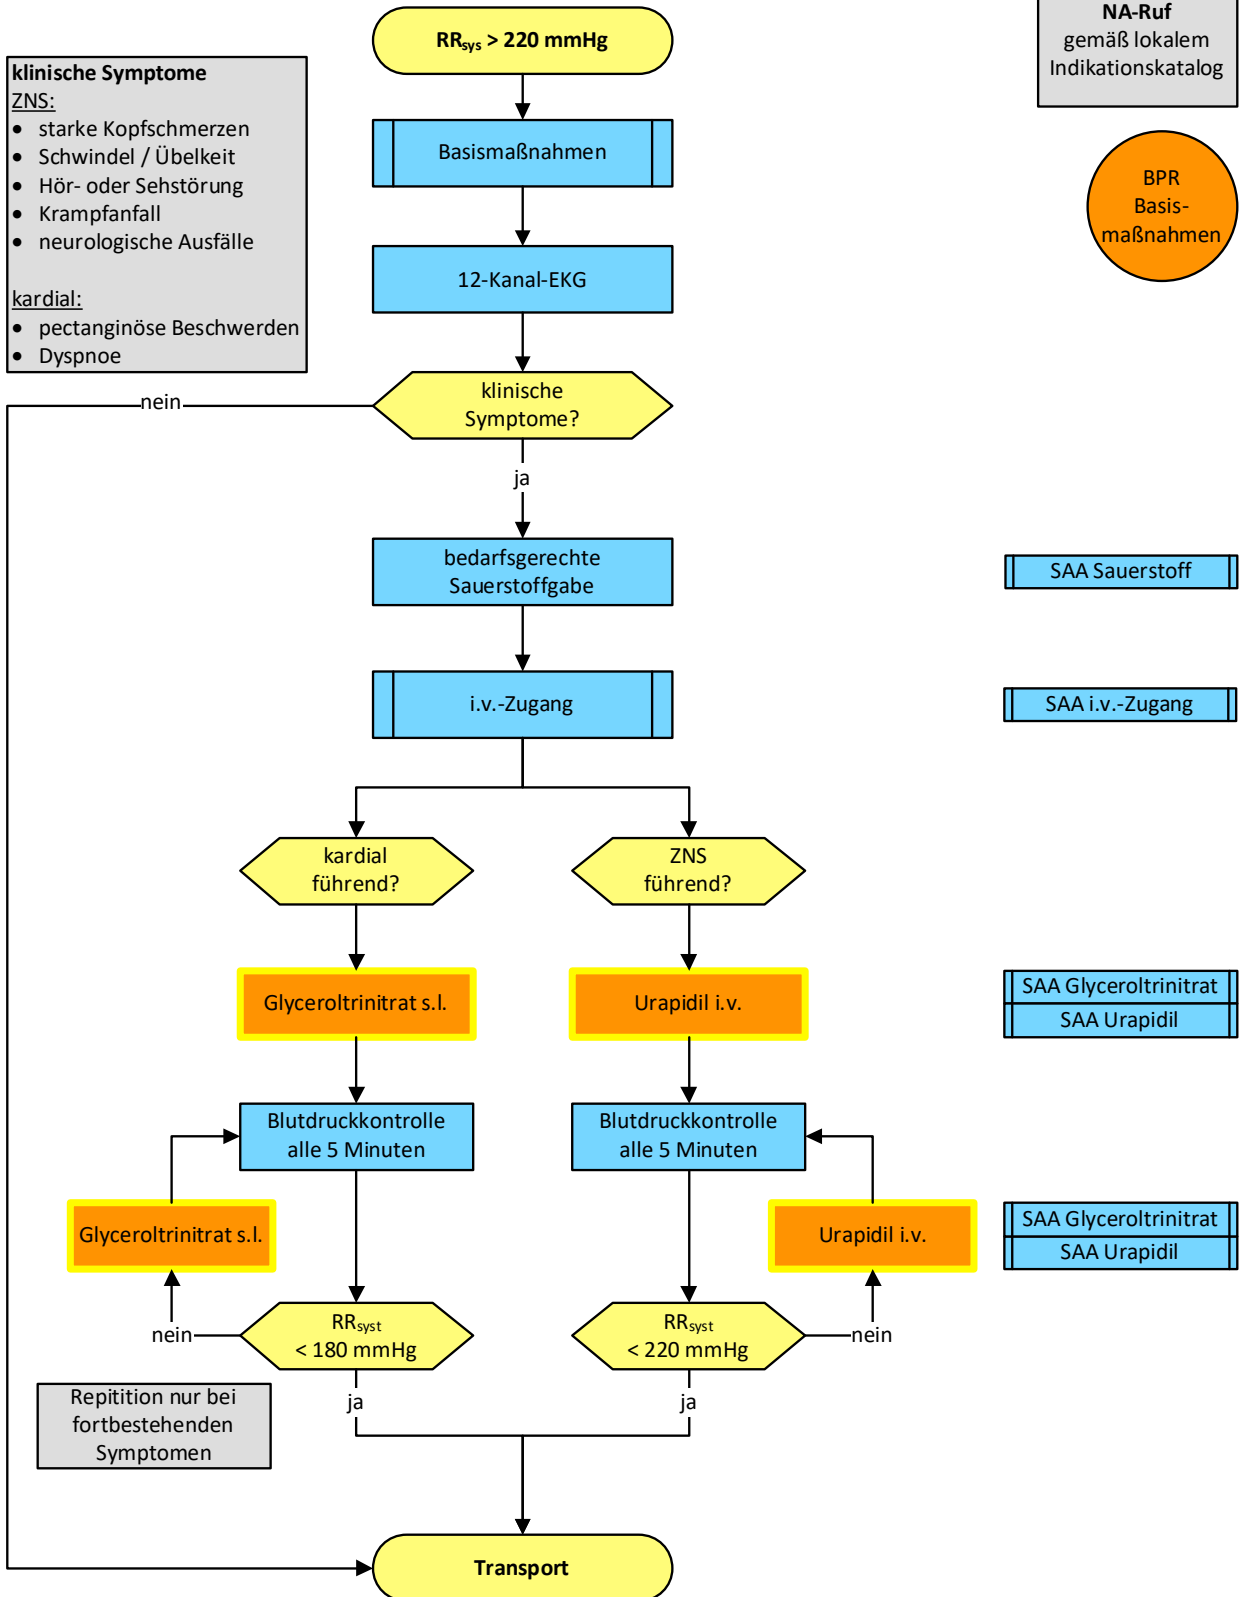 RRsys > 220 mmHg
NA-Ruf
gemäß lokalem
Indikationskatalog
klinische Symptome
ZNS:
• starke Kopfschmerzen
• Schwindel / Übelkeit
• Hör- oder Sehstörung
• Krampfanfall
• neurologische Ausfälle
kardial:
• pectanginöse Beschwerden
• Dyspnoe
Basismaßnahmen
BPR
Basis-
maßnahmen
12-Kanal-EKG
klinische
Symptome?
nein
ja
bedarfsgerechte
Sauerstoffgabe
SAA Sauerstoff
i.v.-Zugang
SAA i.v.-Zugang
kardial
führend?
ZNS
führend?
Glyceroltrinitrat s.l.
Urapidil i.v.
SAA Glyceroltrinitrat
SAA Urapidil
Blutdruckkontrolle
alle 5 Minuten
Blutdruckkontrolle
alle 5 Minuten
Glyceroltrinitrat s.l.
Urapidil i.v.
SAA Glyceroltrinitrat
SAA Urapidil
nein
RRsyst
< 180 mmHg
RRsyst
< 220 mmHg
nein
ja
ja
Repitition nur bei
fortbestehenden
Symptomen
Transport